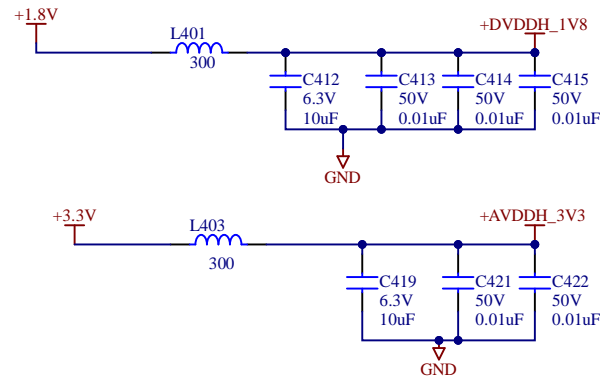 +1.8V
L401
300
+DVDDH_1V8
C412
6.3V
10uF
C413
50V
0.01uF
C414
50V
0.01uF
C415
50V
0.01uF
GND
+3.3V
L403
300
+AVDDH_3V3
C419
6.3V
10uF
C421
50V
0.01uF
C422
50V
0.01uF
GND